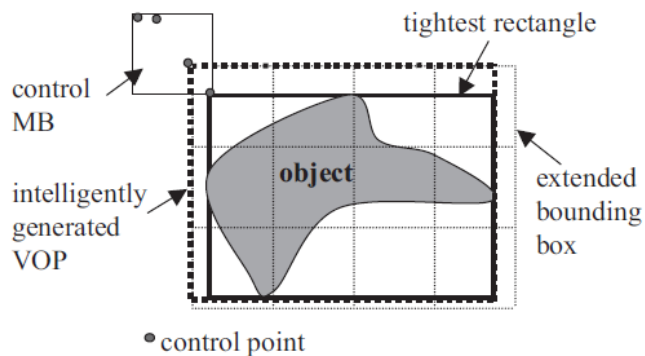 tightest rectangle
control
MB
object
intelligently
generated
VOP
extended
bounding
box
control point